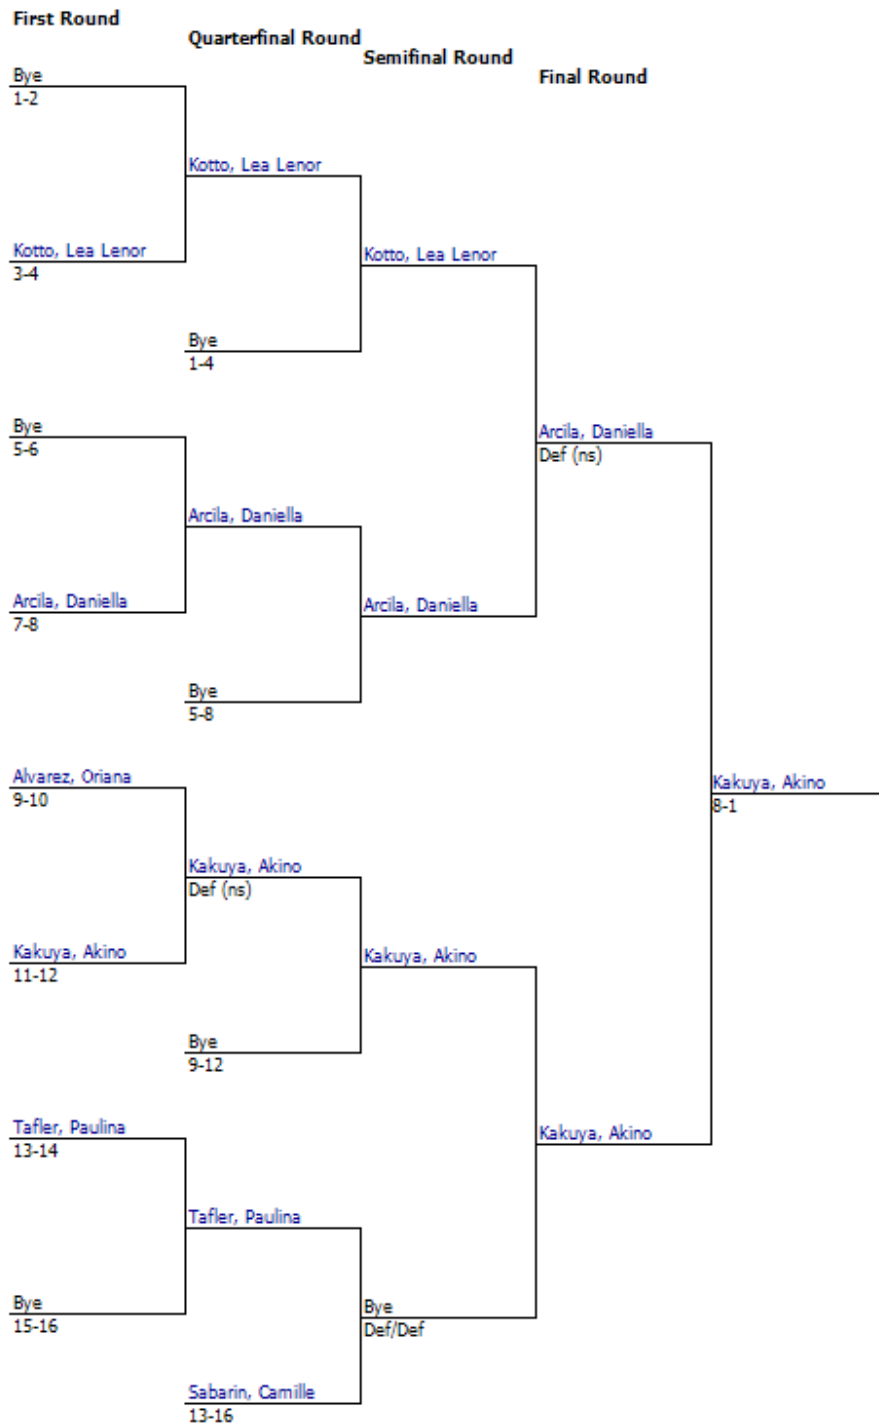 First Round
Quarterfinal Round
Semifinal Round
Final Round
Bye
1-2
Kotto, Lea Lenor
Kotto, Lea Lenor
3-4
Kotto, Lea Lenor
Bye
1-4
Bye
5-6
Arcila, Daniella
Def (ns)
Arcila, Daniella
Arcila, Daniella
7-8
Arcila, Daniella
Bye
5-8
Alvarez, Oriana
9-10
Kakuya, Akino
8-1
Kakuya, Akino
Def (ns)
Kakuya, Akino
11-12
Kakuya, Akino
Bye
9-12
Tafler, Paulina
13-14
Kakuya, Akino
Tafler, Paulina
Bye
15-16
Bye
Def/Def
Sabarin, Camille
13-16